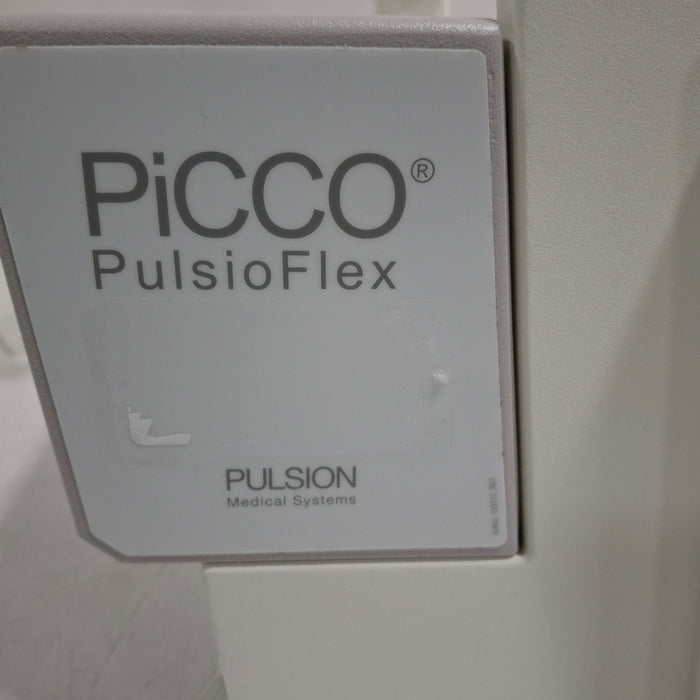 PiCCO®
PulsioFlex
PULSION
Medical Systems